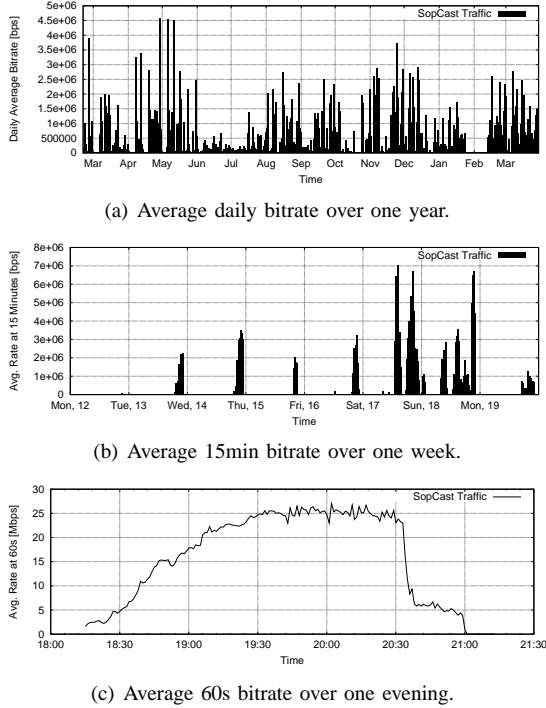 5e+06
4.5e+06
4e+06
3.5e+06
3e+06
2.5e+06
2e+06
1.5e+06
1e+06
500000
0
Daily Average Bitrate [bps]
SopCast Traffic
Mar Apr May Jun Jul Aug Sep Oct Nov Dec Jan Feb Mar
Time
(a) Average daily bitrate over one year.
8e+06
7e+06
6e+06
5e+06
4e+06
3e+06
2e+06
1e+06
0
Avg. Rate at 15 Minutes [bps]
SopCast Traffic
Mon, 12 Tue, 13 Wed, 14 Thu, 15 Fri, 16 Sat, 17 Sun, 18 Mon, 19
Time
(b) Average 15min bitrate over one week.
30
25
20
15
10
5
0
Avg. Rate at 60s [Mbps]
SopCast Traffic
18:00 18:30 19:00 19:30 20:00 20:30 21:00 21:30
Time
(c) Average 60s bitrate over one evening.